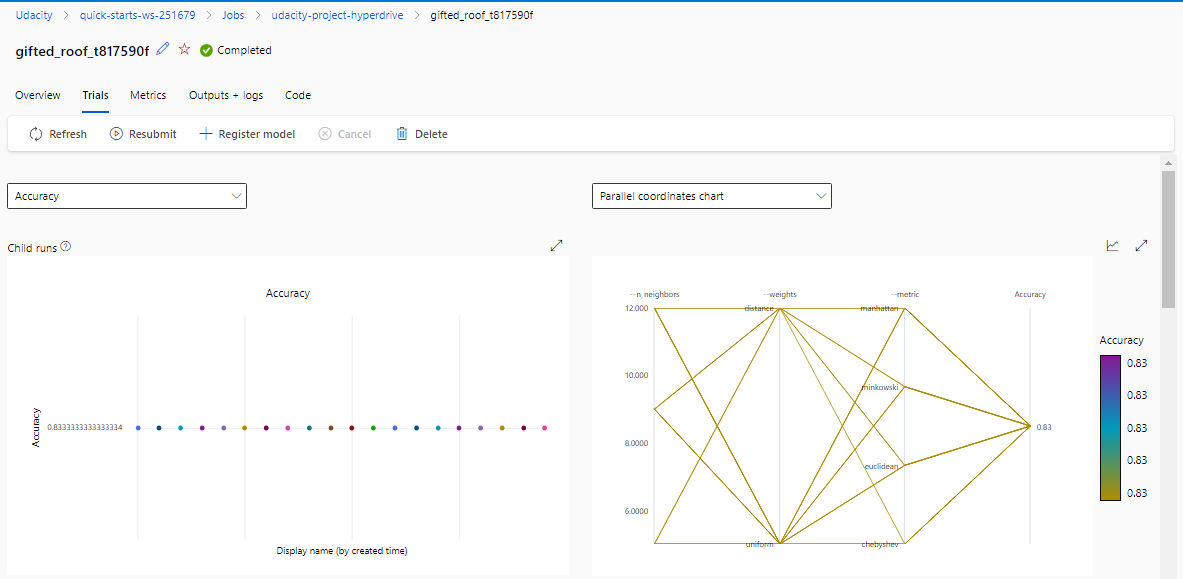 Udacity > quick-starts-ws-251679 > Jobs > udacity-project-hyperdrive > gifted_roof_t817590f
gifted_roof_t817590f Completed
Overview Trials Metrics Outputs + logs Code
Refresh Resubmit Register model Cancel Delete
Accuracy
Parallel coordinates chart
Child runs
Accuracy
Accuracy
0.8333333333333334
Display name (by created time)
--n_neighbors --weights --metric Accuracy
12.000 distance manhattan
10.000
minkowski
0.83
8.0000
euclidean
6.0000
uniform chebyshev
Accuracy
0.83
0.83
0.83
0.83
0.83